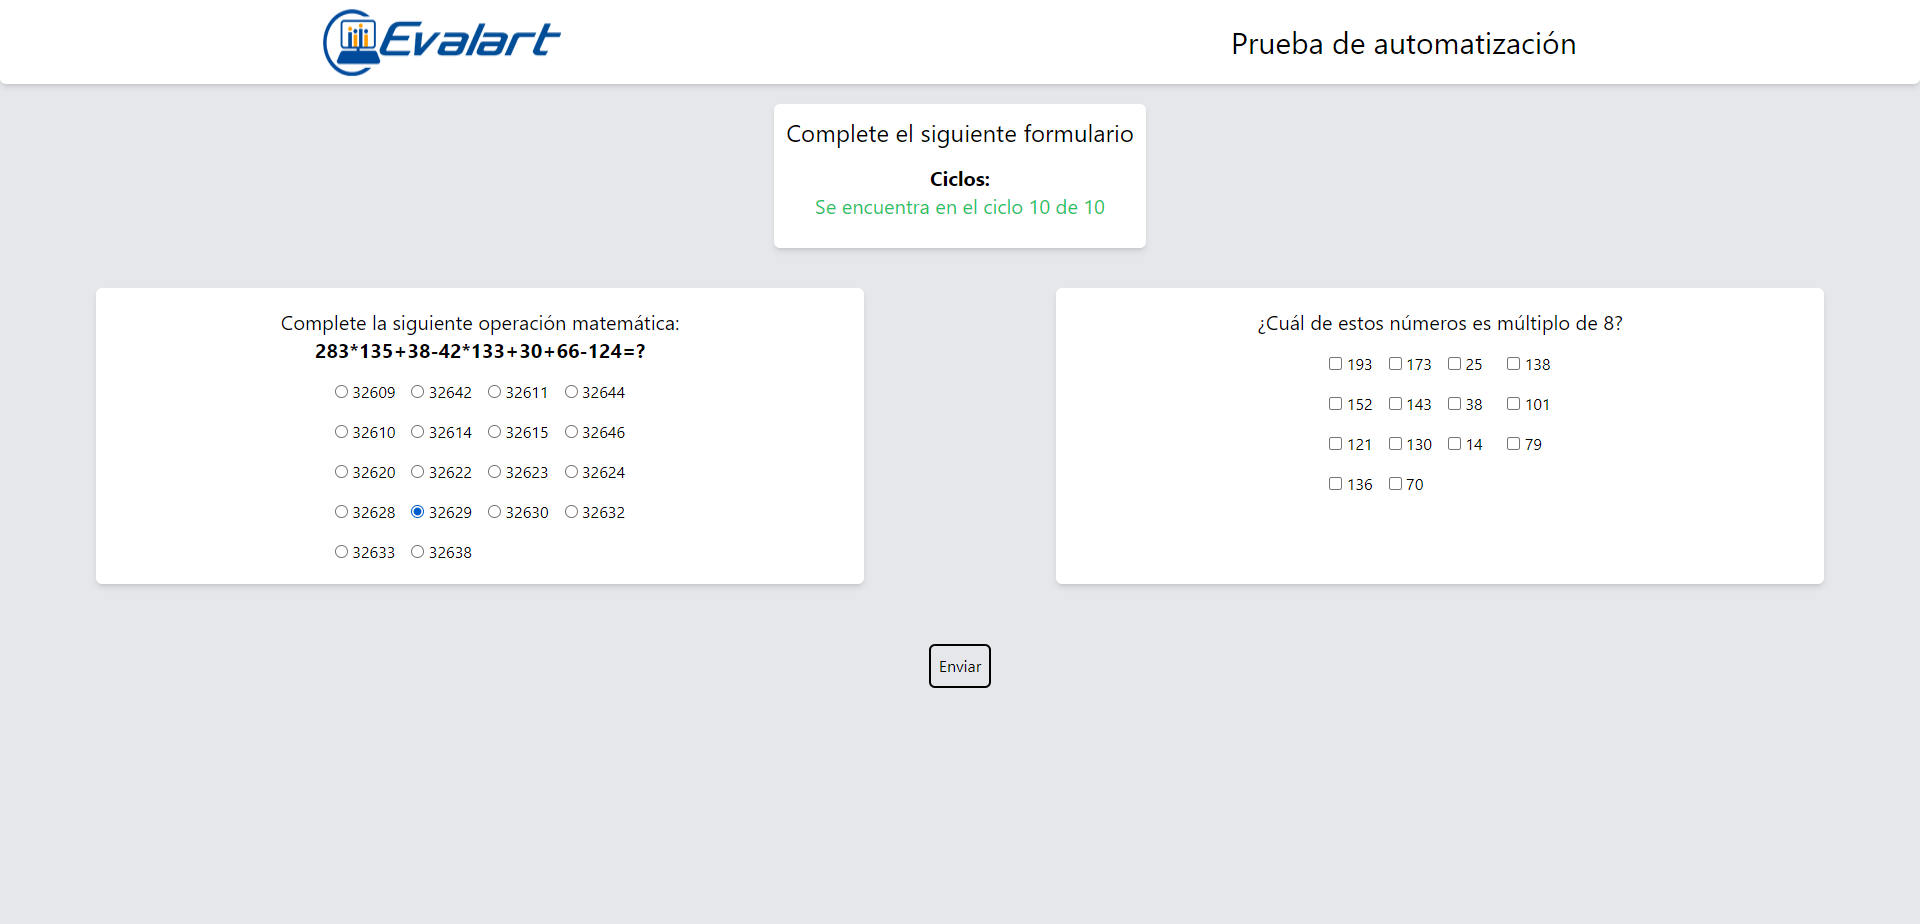 Evalart
Prueba de automatización
Complete el siguiente formulario
Ciclos:
Se encuentra en el ciclo 10 de 10
Complete la siguiente operación matemática:
283*135+38-42*133+30+66-124=?
32609 32642 32611 32644
32610 32614 32615 32646
32620 32622 32623 32624
32628 32629 32630 32632
32633 32638
¿Cuál de estos números es múltiplo de 8?
193 173 25 138
152 143 38 101
121 130 14 79
136 70
Enviar